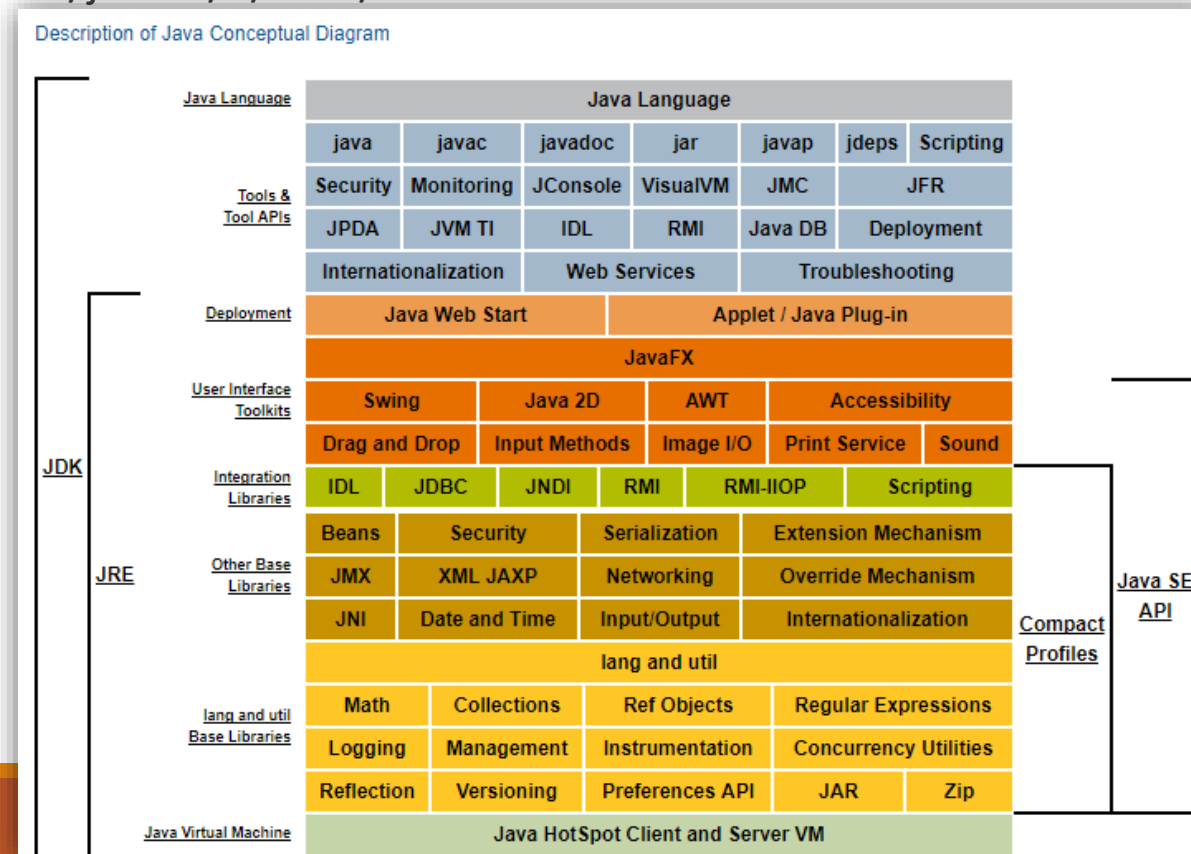 Description of Java Conceptual Diagram
Java Language Java Language
java javac javadoc jar javap jdeps Scripting
Tools &
Tool APIs
Security Monitoring JConsole VisualVM JMC JFR
JPDA JVM TI IDL RMI Java DB Deployment
Internationalization Web Services Troubleshooting
Deployment Java Web Start Applet / Java Plug-in
JavaFX
User Interface
Toolkits
Swing Java 2D AWT Accessibility
Drag and Drop Input Methods Image I/O Print Service Sound
JDK
Integration
Libraries
IDL JDBC JNDI RMI RMI-IIOP Scripting
Beans Security Serialization Extension Mechanism
JRE
Other Base
Libraries
JMX XML JAXP Networking Override Mechanism
Java SE
API
JNI Date and Time Input/Output Internationalization
Compact
Profiles
lang and util
lang and util
Base Libraries
Math Collections Ref Objects Regular Expressions
Logging Management Instrumentation Concurrency Utilities
Reflection Versioning Preferences API JAR Zip
Java Virtual Machine Java HotSpot Client and Server VM